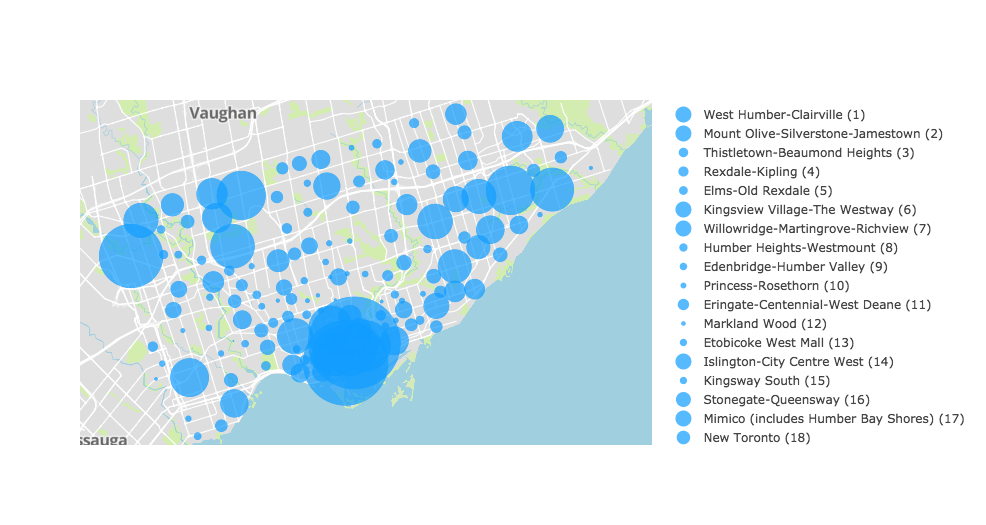 Vaughan
ssauga
West Humber-Clairville (1)
Mount Olive-Silverstone-Jamestown (2)
Thistletown-Beaumond Heights (3)
Rexdale-Kipling (4)
Elms-Old Rexdale (5)
Kingsview Village-The Westway (6)
Willowridge-Martingrove-Richview (7)
Humber Heights-Westmount (8)
Edenbridge-Humber Valley (9)
Princess-Rosethorn (10)
Eringate-Centennial-West Deane (11)
Markland Wood (12)
Etobicoke West Mall (13)
Islington-City Centre West (14)
Kingsway South (15)
Stonegate-Queensway (16)
Mimico (includes Humber Bay Shores) (17)
New Toronto (18)